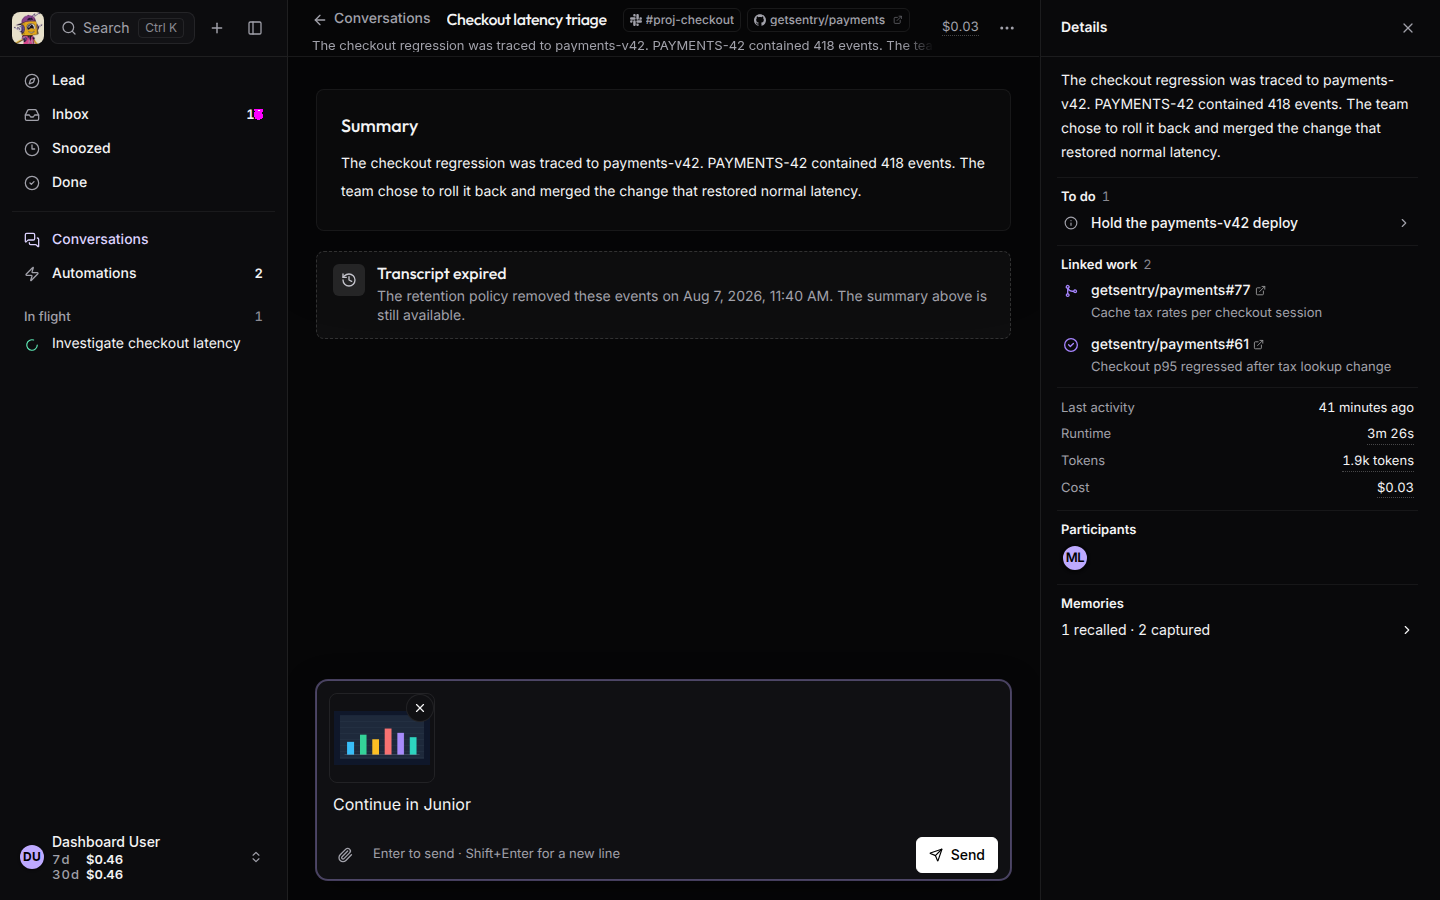 Search Ctrl K
Lead
Inbox
Snoozed
Done
Conversations
Automations 2
In flight 1
Investigate checkout latency
Dashboard User
DU
7d $0.46
30d $0.46
Conversations Checkout latency triage #proj-checkout getsentry/payments $0.03
The checkout regression was traced to payments-v42. PAYMENTS-42 contained 418 events. The tea
Summary
The checkout regression was traced to payments-v42. PAYMENTS-42 contained 418 events. The
team chose to roll it back and merged the change that restored normal latency.
Transcript expired
The retention policy removed these events on Aug 7, 2026, 11:40 AM. The summary above is
still available.
Continue in Junior
Enter to send · Shift+Enter for a new line
Send
Details
The checkout regression was traced to payments-
v42. PAYMENTS-42 contained 418 events. The team
chose to roll it back and merged the change that
restored normal latency.
To do 1
Hold the payments-v42 deploy
Linked work 2
getsentry/payments#77
Cache tax rates per checkout session
getsentry/payments#61
Checkout p95 regressed after tax lookup change
Last activity 41 minutes ago
Runtime 3m 26s
Tokens 1.9k tokens
Cost $0.03
Participants
ML
Memories
1 recalled · 2 captured